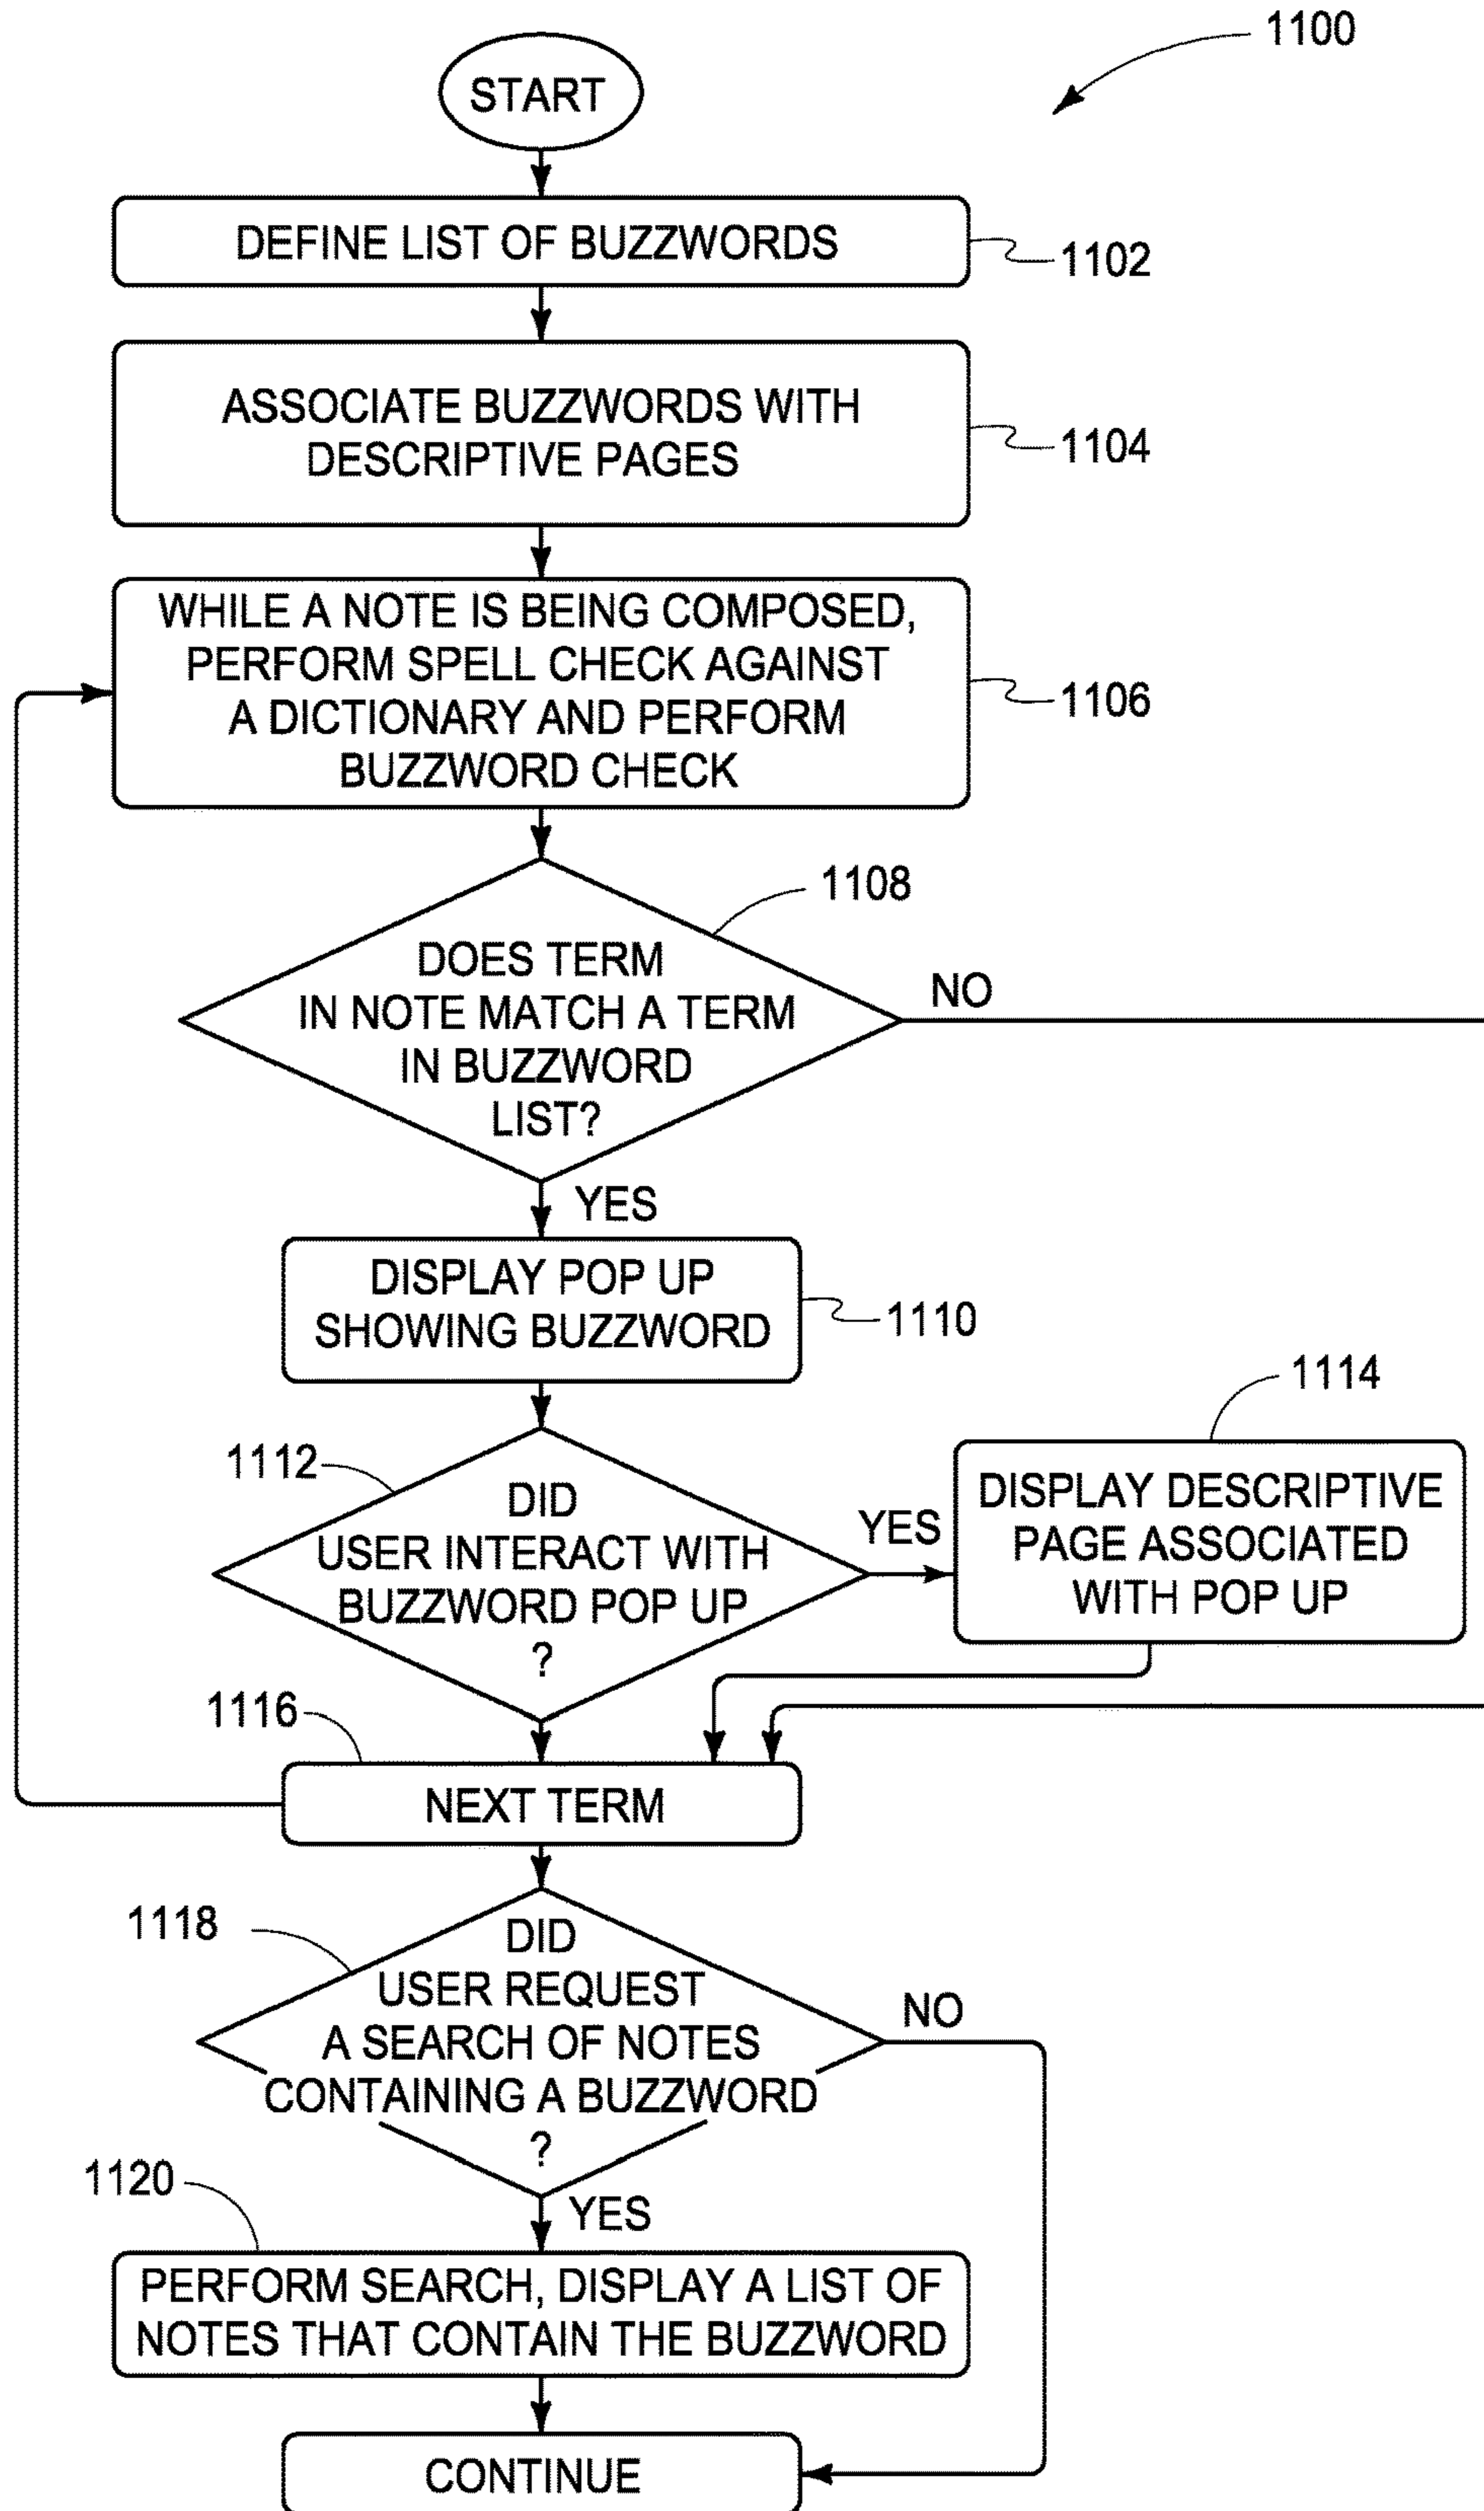 1100
START
DEFINE LIST OF BUZZWORDS
1102
ASSOCIATE BUZZWORDS WITH
DESCRIPTIVE PAGES
1104
WHILE A NOTE IS BEING COMPOSED,
PERFORM SPELL CHECK AGAINST
A DICTIONARY AND PERFORM
BUZZWORD CHECK
1106
1108
DOES TERM
IN NOTE MATCH A TERM
IN BUZZWORD
LIST?
NO
YES
DISPLAY POP UP
SHOWING BUZZWORD
1110
1112
DID
USER INTERACT WITH
BUZZWORD POP UP
?
YES
1114
DISPLAY DESCRIPTIVE
PAGE ASSOCIATED
WITH POP UP
1116
NEXT TERM
1118
DID
USER REQUEST
A SEARCH OF NOTES
CONTAINING A BUZZWORD
?
NO
YES
1120
PERFORM SEARCH, DISPLAY A LIST OF
NOTES THAT CONTAIN THE BUZZWORD
CONTINUE